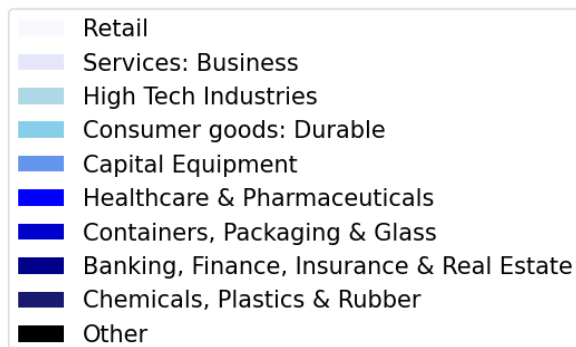 Retail
Services: Business
High Tech Industries
Consumer goods: Durable
Capital Equipment
Healthcare & Pharmaceuticals
Containers, Packaging & Glass
Banking, Finance, Insurance & Real Estate
Chemicals, Plastics & Rubber
Other